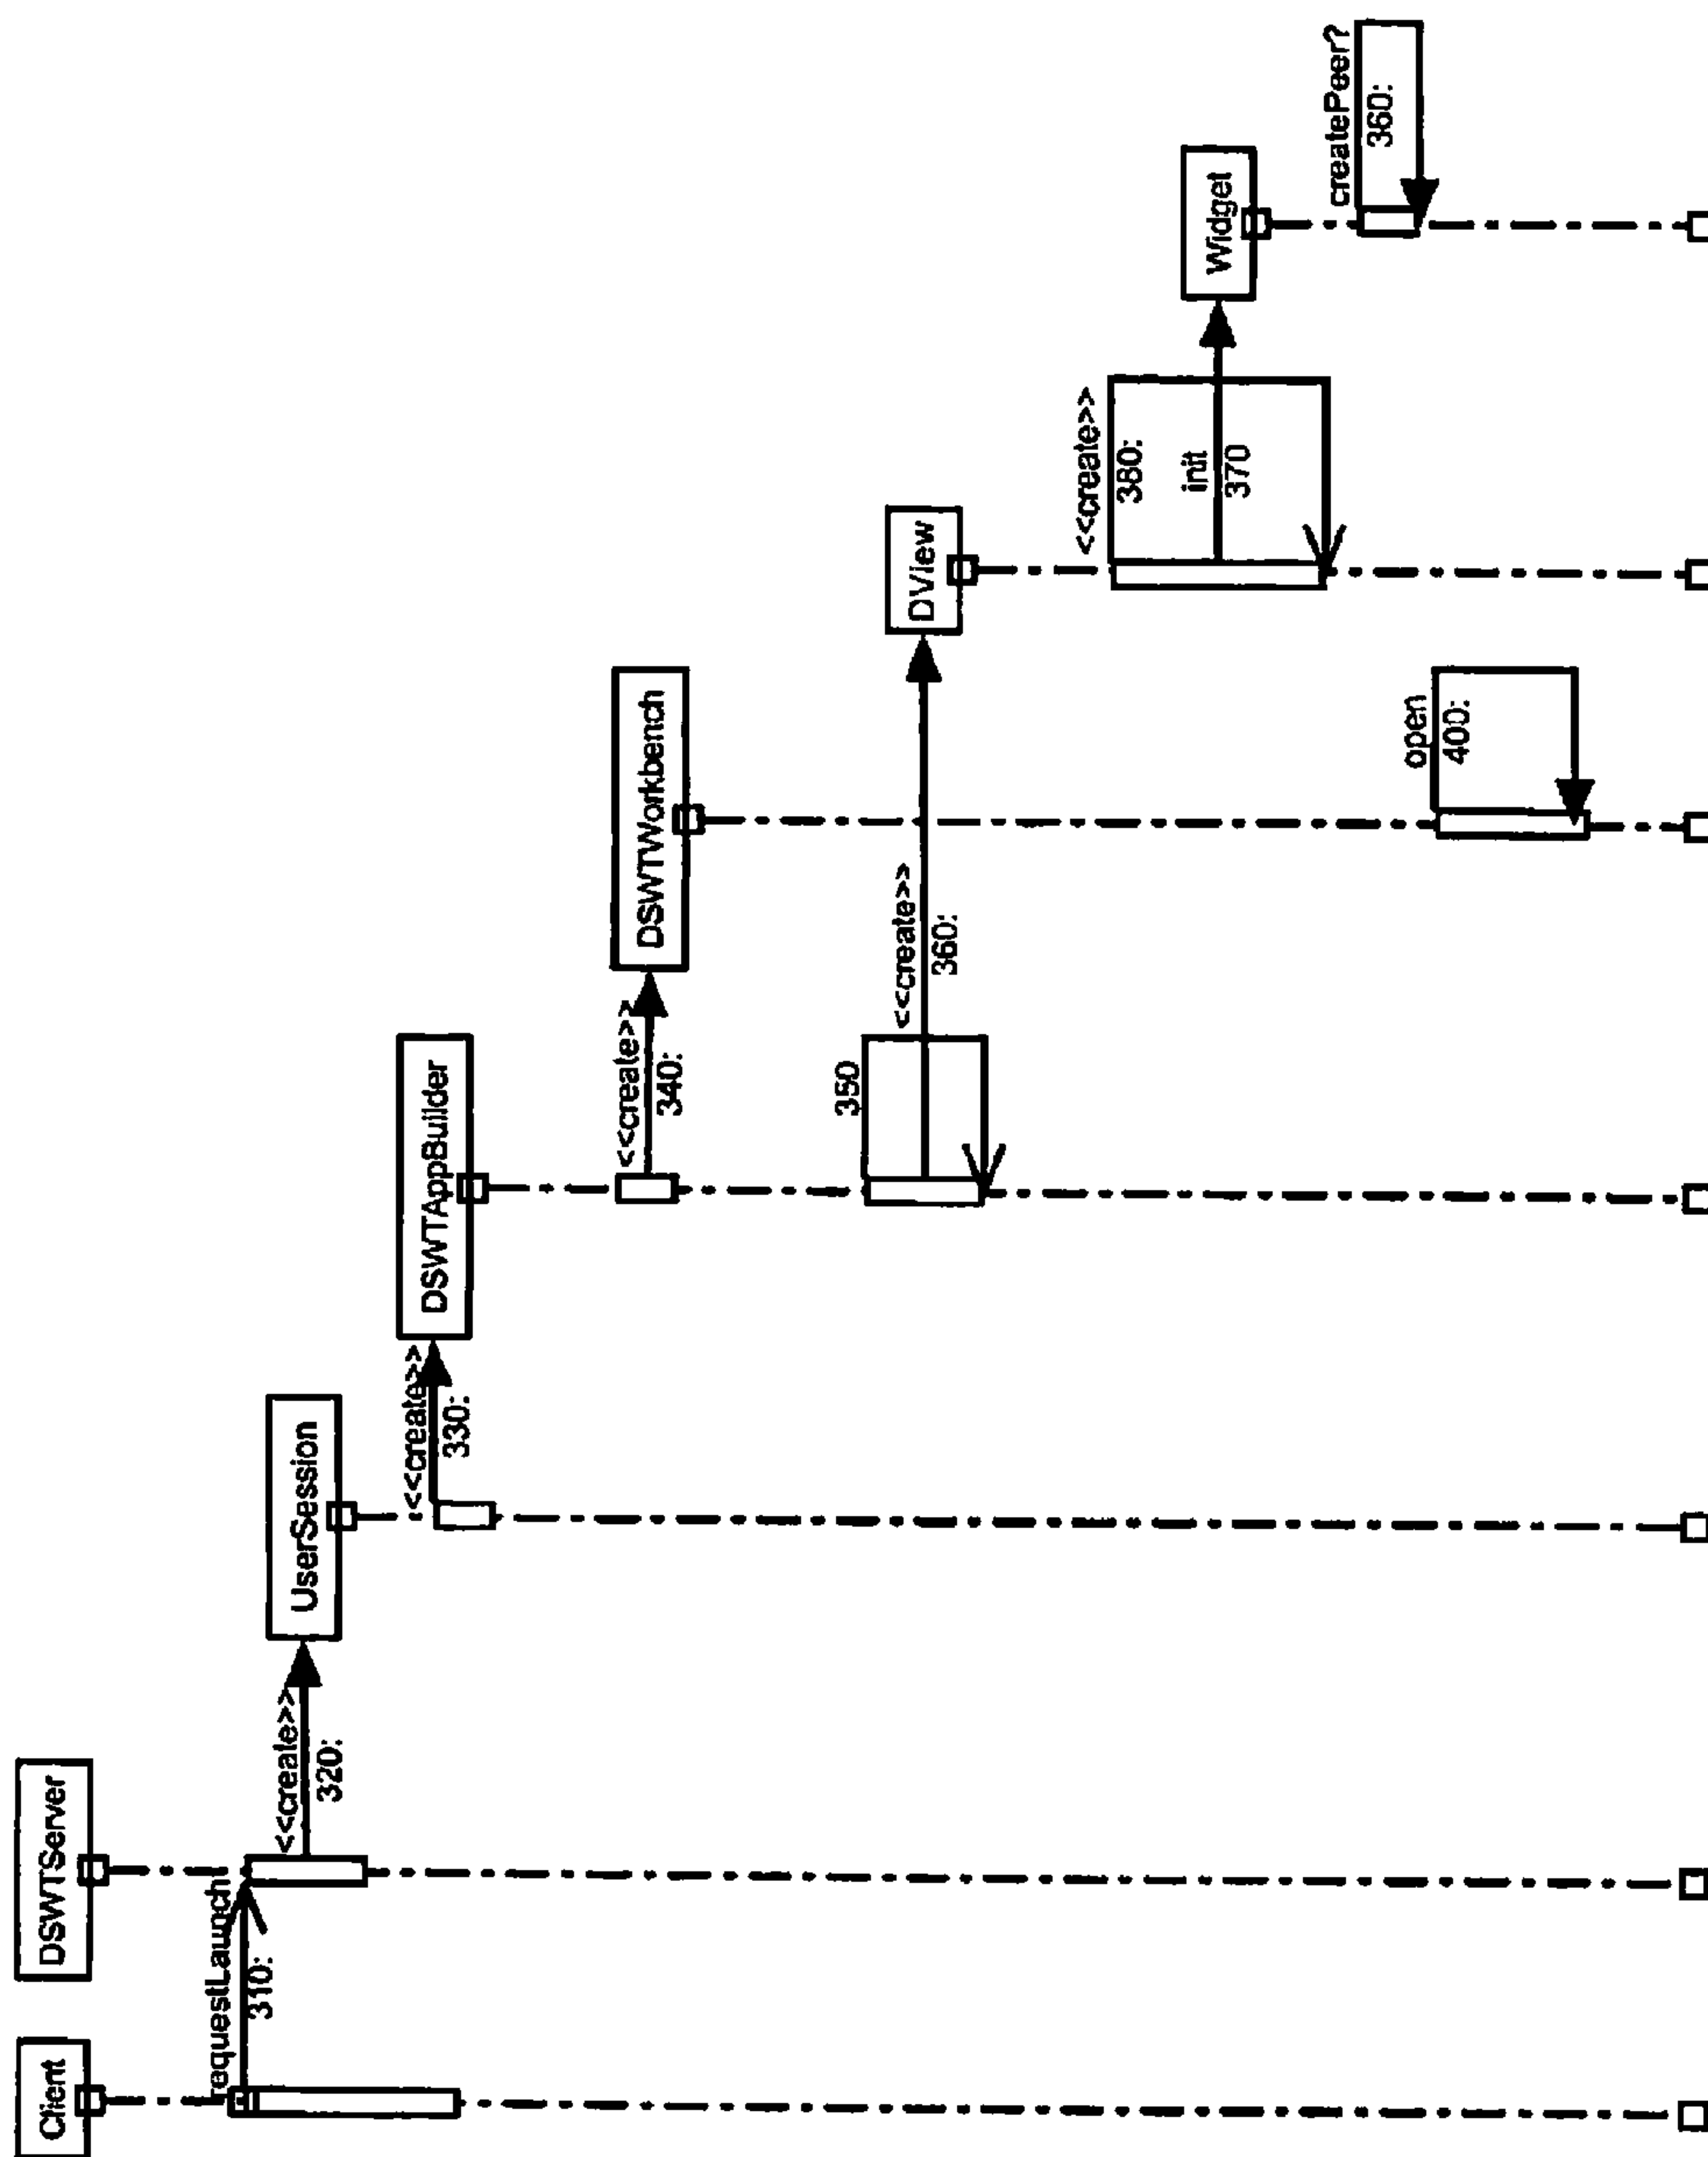 Client
DSWTServer
requestLaunch
310:
UserSession
<<create>>
320:
DSWTAppBuilder
<<create>>
330:
DSWTWorkbench
<<create>>
340:
350
DView
<<create>>
360:
<<create>>
380:
Widget
init
370
createPeer?
360:
open
400: